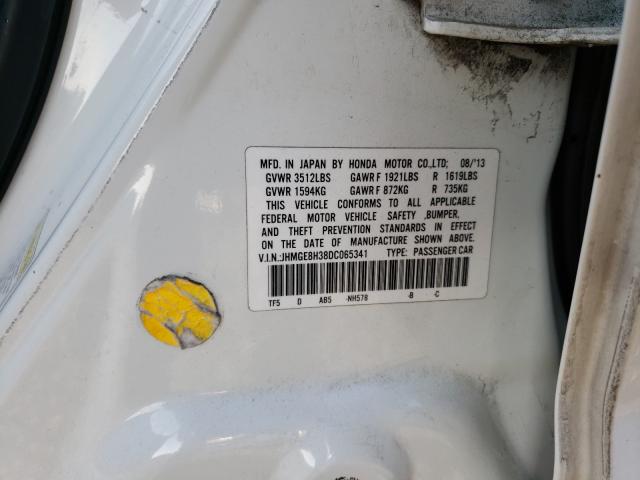 MFD. IN JAPAN BY HONDA MOTOR CO.,LTD; 08/'13
GVWR 3512LBS GAWR F 1921LBS R 1619LBS
GVWR 1594KG GAWR F 872KG R 735KG
THIS VEHICLE CONFORMS TO ALL APPLICABLE
FEDERAL MOTOR VEHICLE SAFETY ,BUMPER,
AND THEFT PREVENTION STANDARDS IN EFFECT
ON THE DATE OF MANUFACTURE SHOWN ABOVE.
V.I.N.:JHMGE8H38DC065341 TYPE: PASSENGER CAR
TF5 D AB5 -NH578 -B -C